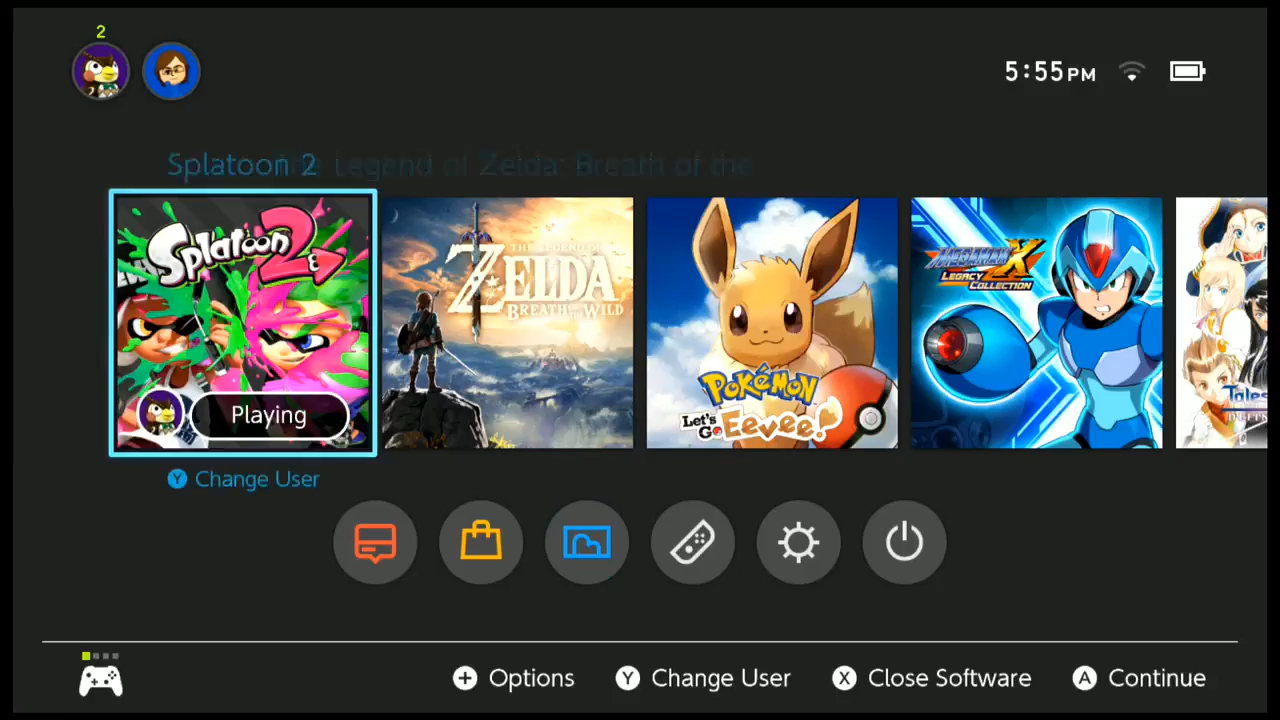 2
5:55PM
Splatoon 2
Legend of Zelda: Breath of the
Splatoon 2
THE LEGEND OF
ZELDA
BREATH OF THE WILD
POKÉMON
Let's Go Eevee!
MEGAMAN X
LEGACY
COLLECTION
Tales
Playing
Y Change User
+ Options
Y Change User
X Close Software
A Continue